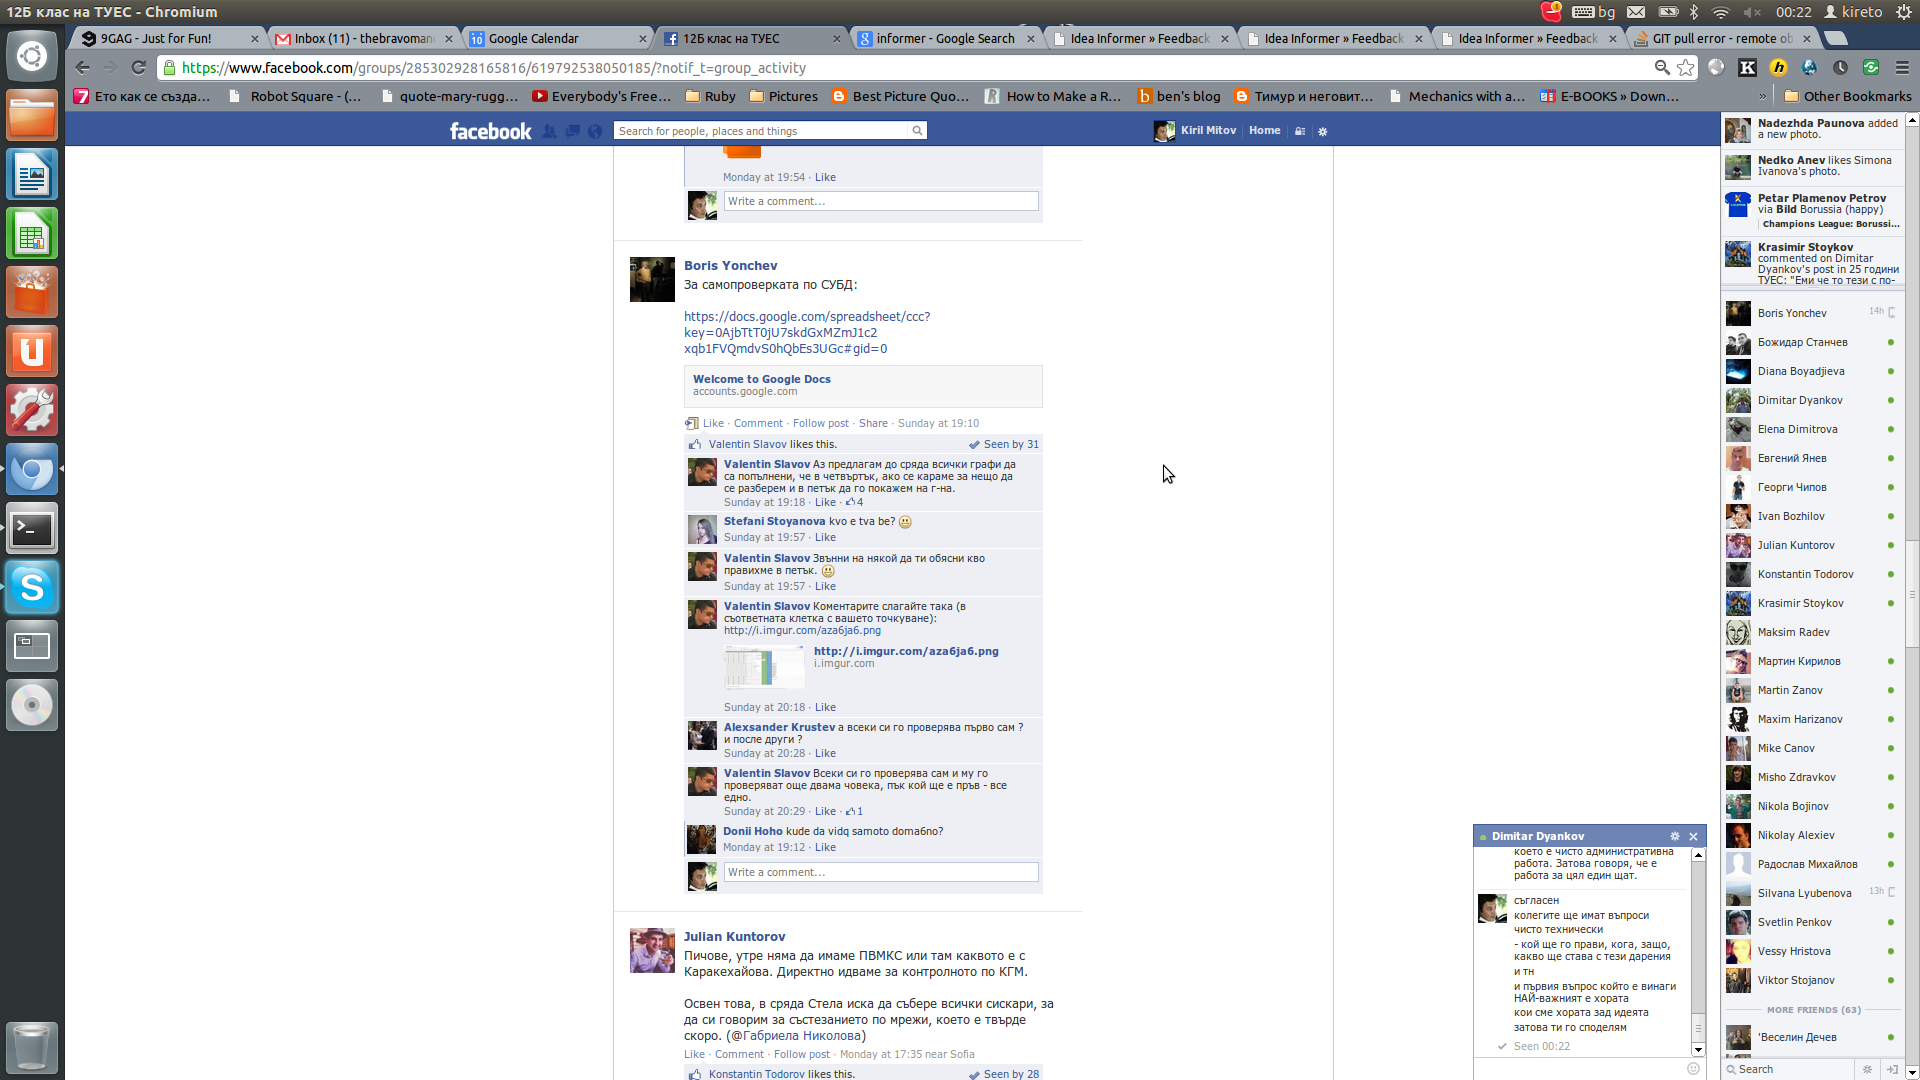 12Б клас на ТУЕС - Chromium
bg
00:22
kireto
9GAG - Just for Fun!
Inbox (11) - thebravoman
Google Calendar
12Б клас на ТУЕС
informer - Google Search
Idea Informer » Feedback
Idea Informer » Feedback
Idea Informer » Feedback
GIT pull error - remote ob
https://www.facebook.com/groups/285302928165816/619792538050185/?notif_t=group_activity
Ето как се създа...
Robot Square - (...
quote-mary-rugg...
Everybody's Free...
Ruby
Pictures
Best Picture Quo...
How to Make a R...
ben's blog
Тимур и неговит...
Mechanics with a...
E-BOOKS » Down...
»
Other Bookmarks
facebook
Search for people, places and things
Kiril Mitov
Home
Monday at 19:54 · Like
Write a comment...
Boris Yonchev
За самопроверката по СУБД:
https://docs.google.com/spreadsheet/ccc?
key=0AjbTtT0jU7skdGxMZmJ1c2
xqb1FVQmdvS0hQbEs3UGc#gid=0
Welcome to Google Docs
accounts.google.com
Like · Comment · Follow post · Share · Sunday at 19:10
Valentin Slavov likes this.
Seen by 31
Valentin Slavov Аз предлагам до сряда всички графи да
са попълнени, че в четвъртък, ако се караме за нещо да
се разберем и в петък да го покажем на г-на.
Sunday at 19:18 · Like · 4
Stefani Stoyanova kvo e tva be?
Sunday at 19:57 · Like
Valentin Slavov Звънни на някой да ти обясни кво
правихме в петък.
Sunday at 19:57 · Like
Valentin Slavov Коментарите слагайте така (в
съответната клетка с вашето точкуване):
http://i.imgur.com/aza6ja6.png
http://i.imgur.com/aza6ja6.png
i.imgur.com
Sunday at 20:18 · Like
Alexsander Krustev а всеки си го проверява първо сам ?
и после други ?
Sunday at 20:28 · Like
Valentin Slavov Всеки си го проверява сам и му го
проверяват още двама човека, пък кой ще е пръв - все
едно.
Sunday at 20:29 · Like · 1
Donii Hoho kude da vidq samoto doma6no?
Monday at 19:12 · Like
Write a comment...
Julian Kuntorov
Пичове, утре няма да имаме ПВМКС или там каквото е с
Каракехайова. Директно идваме за контролното по КГМ.
Освен това, в сряда Стела иска да събере всички сискари, за
да си говорим за състезанието по мрежи, което е твърде
скоро. (@Габриела Николова)
Like · Comment · Follow post · Monday at 17:35 near Sofia
Konstantin Todorov likes this.
Seen by 28
Dimitar Dyankov
което е чисто административна
работа. Затова говоря, че е
работа за цял един щат.
съгласен
колегите ще имат въпроси
чисто технически
- кой ще го прави, кога, защо,
какво ще става с тези дарения
и тн
и първия въпрос който е винаги
НАЙ-важният е хората
кои сме хората зад идеята
затова ти го споделям
Seen 00:22
Nadezhda Paunova added
a new photo.
Nedko Anev likes Simona
Ivanova's photo.
Petar Plamenov Petrov
via Bild Borussia (happy)
Champions League: Borussi...
Krasimir Stoykov
commented on Dimitar
Dyankov's post in 25 години
ТУЕС: "Еми че то тези с по-
Boris Yonchev
14h
Божидар Станчев
Diana Boyadjieva
Dimitar Dyankov
Elena Dimitrova
Евгений Янев
Георги Чипов
Ivan Bozhilov
Julian Kuntorov
Konstantin Todorov
Krasimir Stoykov
Maksim Radev
Мартин Кирилов
Martin Zanov
Maxim Harizanov
Mike Canov
Misho Zdravkov
Nikola Bojinov
Nikolay Alexiev
Радослав Михайлов
Silvana Lyubenova
13h
Svetlin Penkov
Vessy Hristova
Viktor Stojanov
MORE FRIENDS (63)
'Веселин Дечев
Search